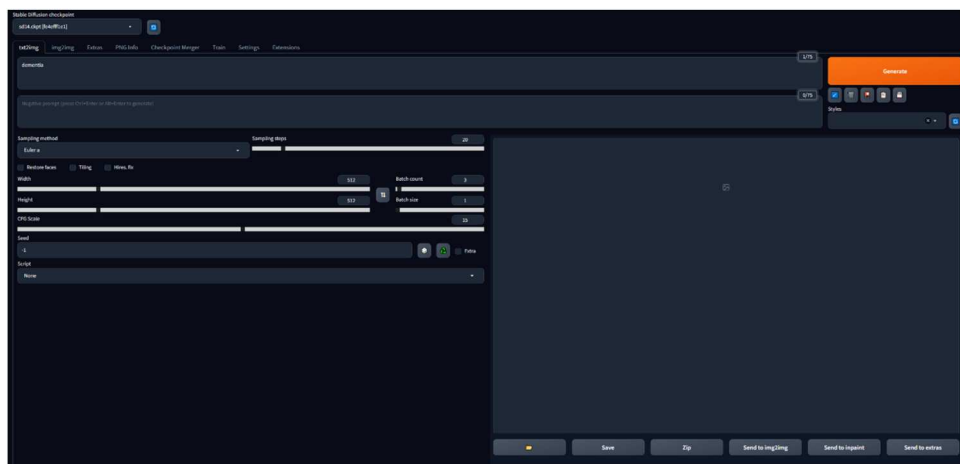 Stable Diffusion checkpoint
txt2img img2img Extras PNG Info Checkpoint Merger Train Settings Extensions
1/75
dementia
Generate
0/75
Styles
Sampling method
Sampling steps
20
Euler a
Restore faces Tiling Hires. fix
Width
512
Batch count
3
Height
512
Batch size
1
CFG Scale
15
Seed
-1
Extra
Script
None
Save Zip Send to img2img Send to inpaint Send to extras